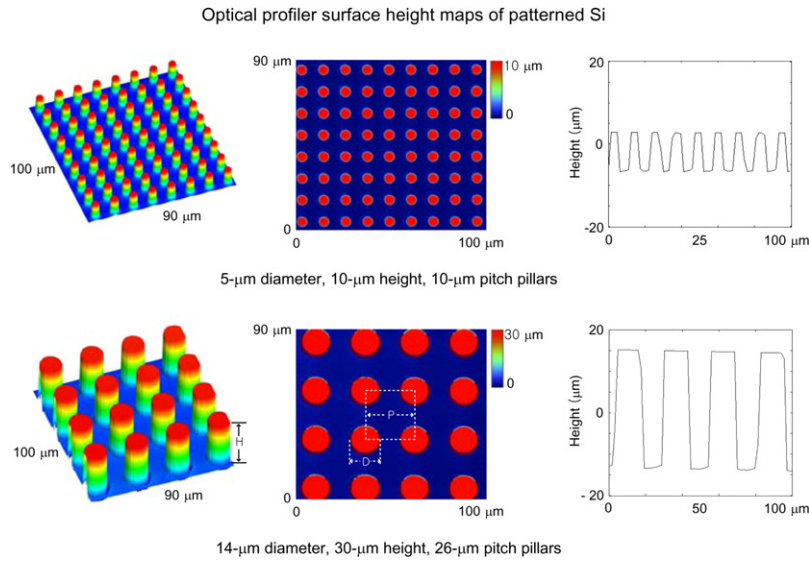 Optical profiler surface height maps of patterned Si
100 μm
90 μm
90 μm
0
0
100 μm
10 μm
0
Height (μm)
20
0
-20
0
25
100 μm
5-μm diameter, 10-μm height, 10-μm pitch pillars
100 μm
90 μm
H
90 μm
0
0
100 μm
P
D
30 μm
0
Height (μm)
20
0
- 20
0
50
100 μm
14-μm diameter, 30-μm height, 26-μm pitch pillars